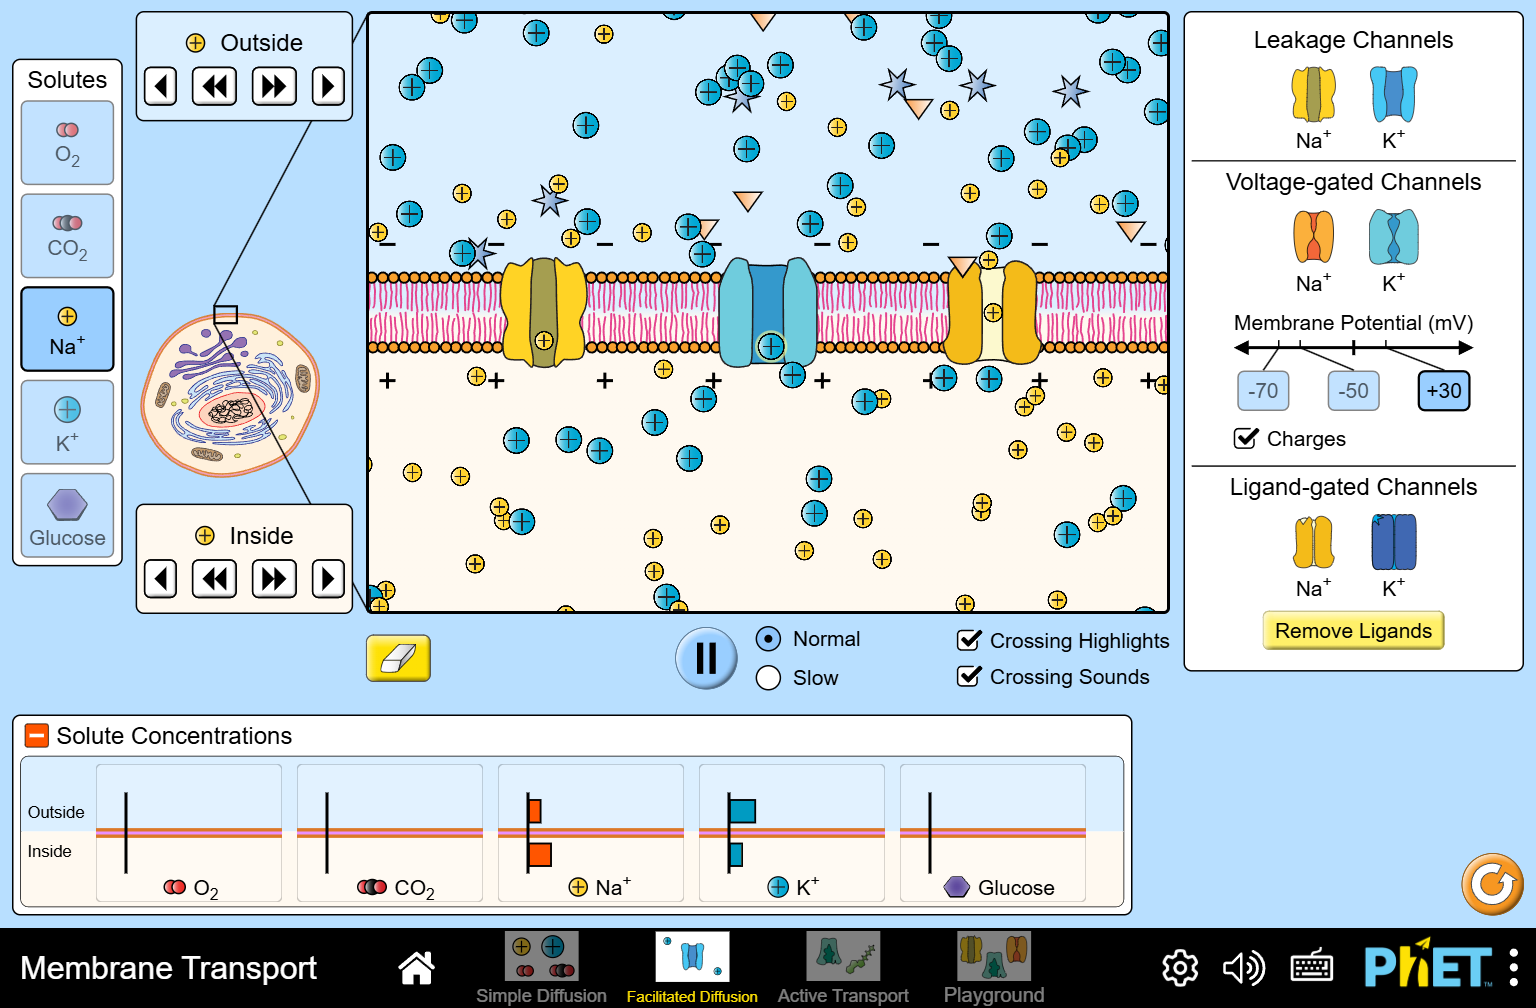 Outside
Solutes
O2
CO2
Na+
K+
Glucose
Inside
Leakage Channels
Na+
K+
Voltage-gated Channels
Na+
K+
Membrane Potential (mV)
-70
-50
+30
Charges
Ligand-gated Channels
Na+
K+
Remove Ligands
Normal
Slow
Crossing Highlights
Crossing Sounds
Solute Concentrations
Outside
Inside
O2
CO2
Na+
K+
Glucose
Membrane Transport
Simple Diffusion
Facilitated Diffusion
Active Transport
Playground
PhET